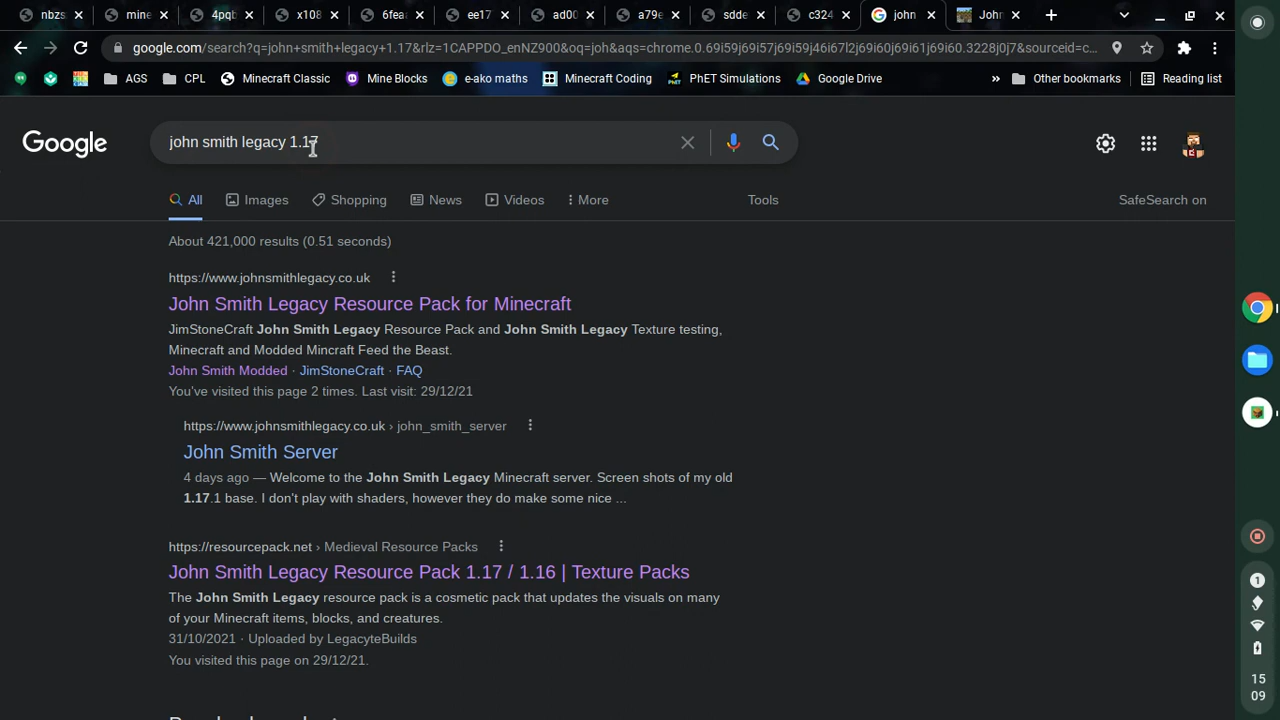 nbzs
mine
4pqb
x108
6fea
ee17
ad00
a79e
sddc
c324
john
John
google.com/search?q=john+smith+legacy+1.17&rlz=1CAPPDO_enNZ900&oq=joh&aqs=chrome.0.69i59j69i57j69i59j46i67l2j69i60j69i61j69i60.3228j0j7&sourceid=c...
AGS
CPL
Minecraft Classic
Mine Blocks
e-ako maths
Minecraft Coding
PhET Simulations
Google Drive
»
Other bookmarks
Reading list
Google
john smith legacy 1.17
All
Images
Shopping
News
Videos
More
Tools
SafeSearch on
About 421,000 results (0.51 seconds)
https://www.johnsmithlegacy.co.uk
John Smith Legacy Resource Pack for Minecraft
JimStoneCraft John Smith Legacy Resource Pack and John Smith Legacy Texture testing,
Minecraft and Modded Mincraft Feed the Beast.
John Smith Modded · JimStoneCraft · FAQ
You've visited this page 2 times. Last visit: 29/12/21
https://www.johnsmithlegacy.co.uk › john_smith_server
John Smith Server
4 days ago — Welcome to the John Smith Legacy Minecraft server. Screen shots of my old
1.17.1 base. I don't play with shaders, however they do make some nice ...
https://resourcepack.net › Medieval Resource Packs
John Smith Legacy Resource Pack 1.17 / 1.16 | Texture Packs
The John Smith Legacy resource pack is a cosmetic pack that updates the visuals on many
of your Minecraft items, blocks, and creatures.
31/10/2021 · Uploaded by LegacyteBuilds
You visited this page on 29/12/21.
1
15
09